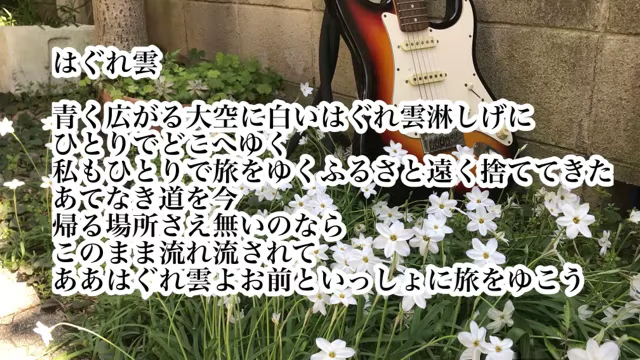 はぐれ雲
青く広がる大空に白いはぐれ雲淋しげに
ひとりでどこへゆく
私もひとりで旅をゆくふるさと遠く捨ててきた
あてなき道を今
帰る場所さえ無いのなら
このまま流れ流されて
ああはぐれ雲よお前といっしょに旅をゆこう